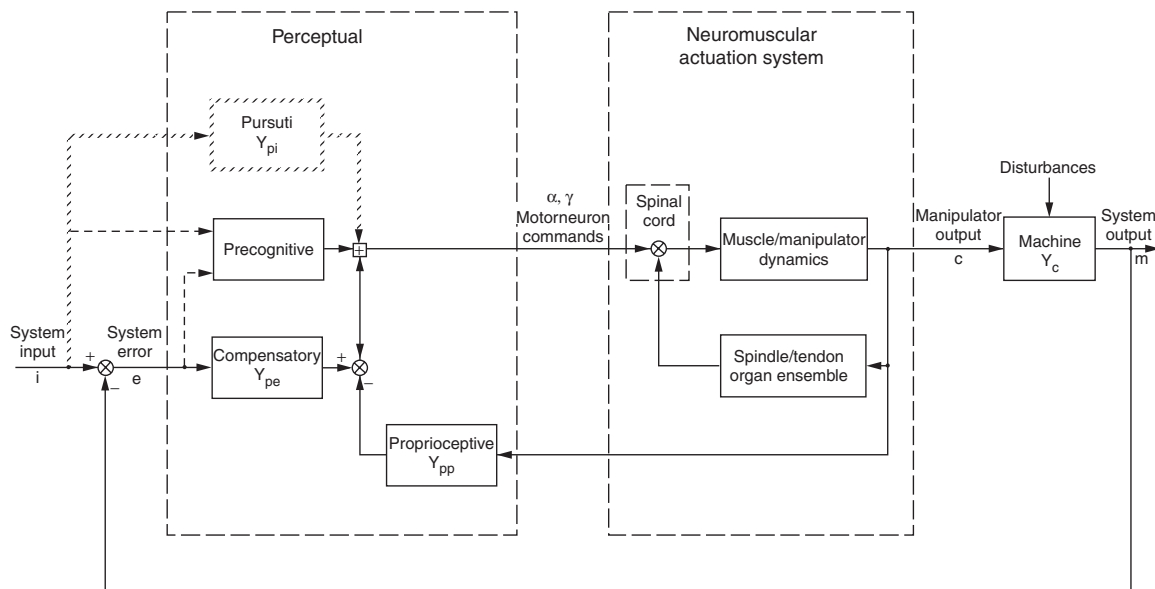 Perceptual
Neuromuscular
actuation system
Pursuti
Y_pi
Disturbances
α, γ
Motorneuron
commands
Spinal
cord
Manipulator
output
c
System
output
m
Precognitive
+
Muscle/manipulator
dynamics
Machine
Y_c
System
input
i
+
−
System
error
e
Compensatory
Y_pe
+
−
Spindle/tendon
organ ensemble
Proprioceptive
Y_pp